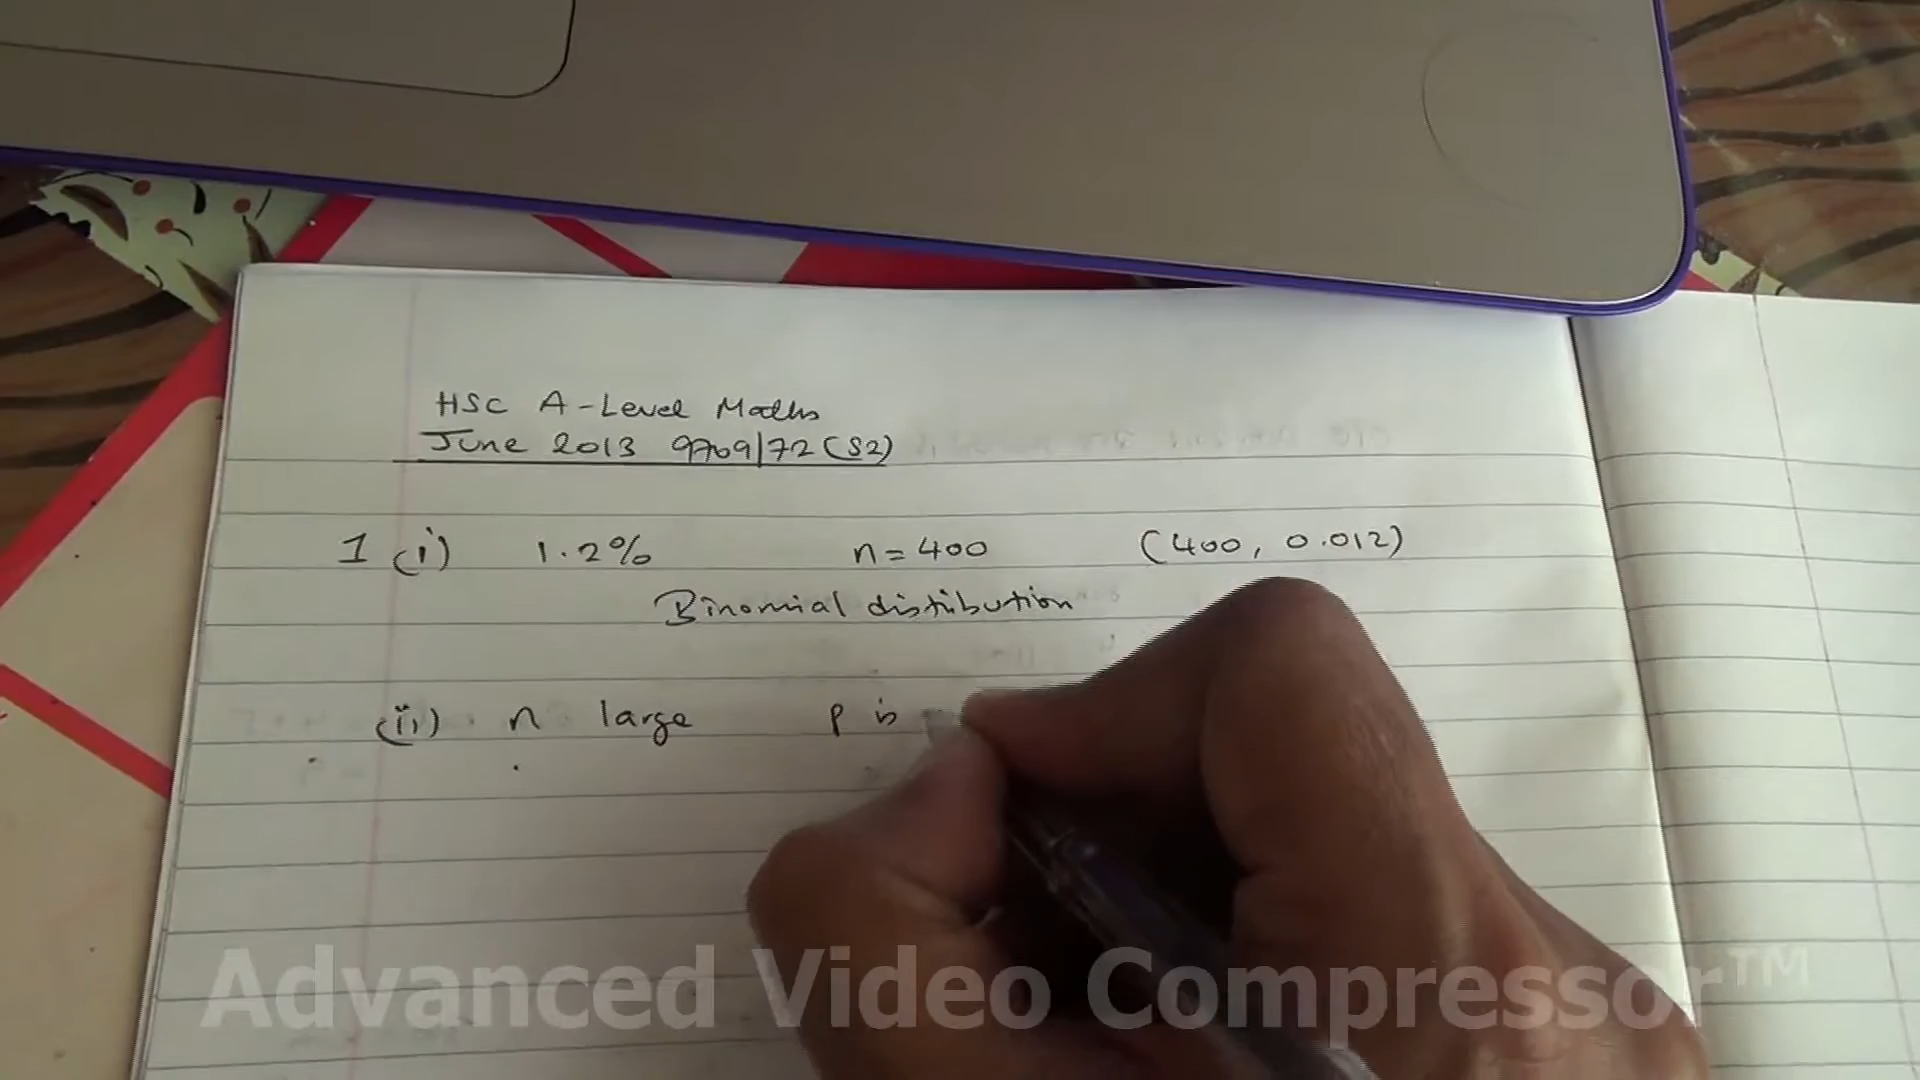 HSC A-Level Maths
June 2013 9709/72 (S2)
1 (i) 1.2% n = 400 (400, 0.012)
Binomial distribution
(ii) n large p is
Advanced Video Compressor™